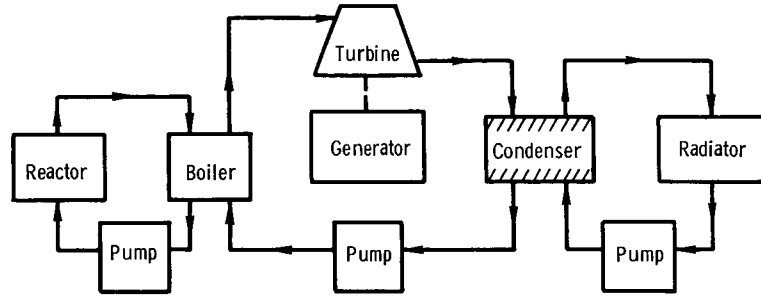 Turbine
Reactor
Boiler
Generator
Condenser
Radiator
Pump
Pump
Pump